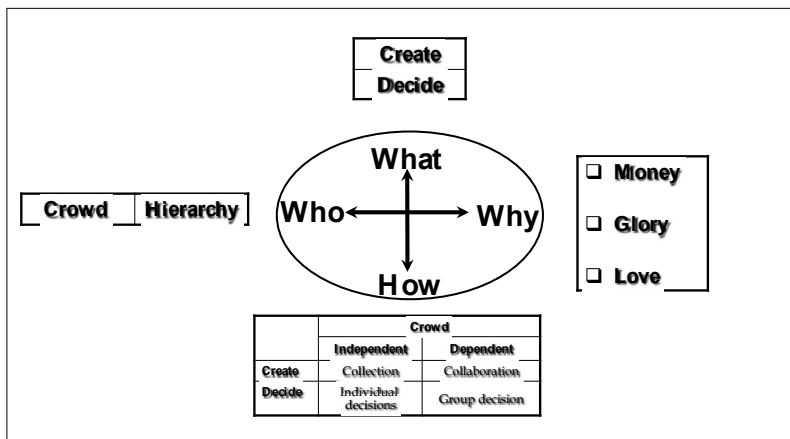 Create
Decide
What
Crowd Hierarchy
Who
Why
❑ Money
❑ Glory
❑ Love
How
Crowd
Independent Dependent
Create Collection Collaboration
Decide Individual decisions Group decision